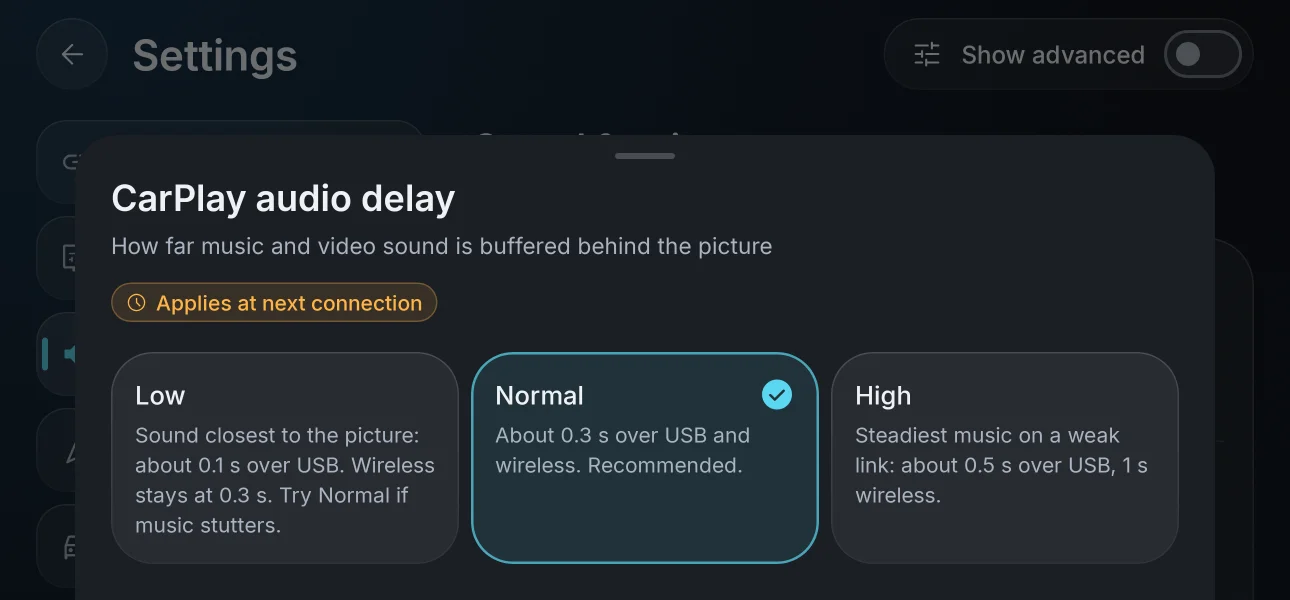 Settings
Show advanced
CarPlay audio delay
How far music and video sound is buffered behind the picture
Applies at next connection
Low
Sound closest to the picture:
about 0.1 s over USB. Wireless
stays at 0.3 s. Try Normal if
music stutters.
Normal
About 0.3 s over USB and
wireless. Recommended.
High
Steadiest music on a weak
link: about 0.5 s over USB, 1 s
wireless.